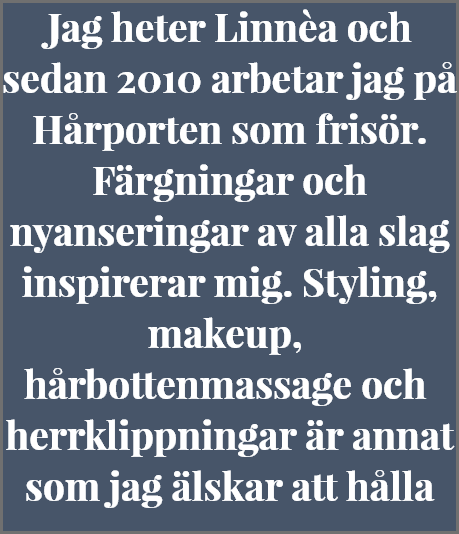 Jag heter Linnèa och
sedan 2010 arbetar jag på
Hårporten som frisör.
Färgningar och
nyanseringar av alla slag
inspirerar mig. Styling,
makeup,
hårbottenmassage och
herrklippningar är annat
som jag älskar att hålla